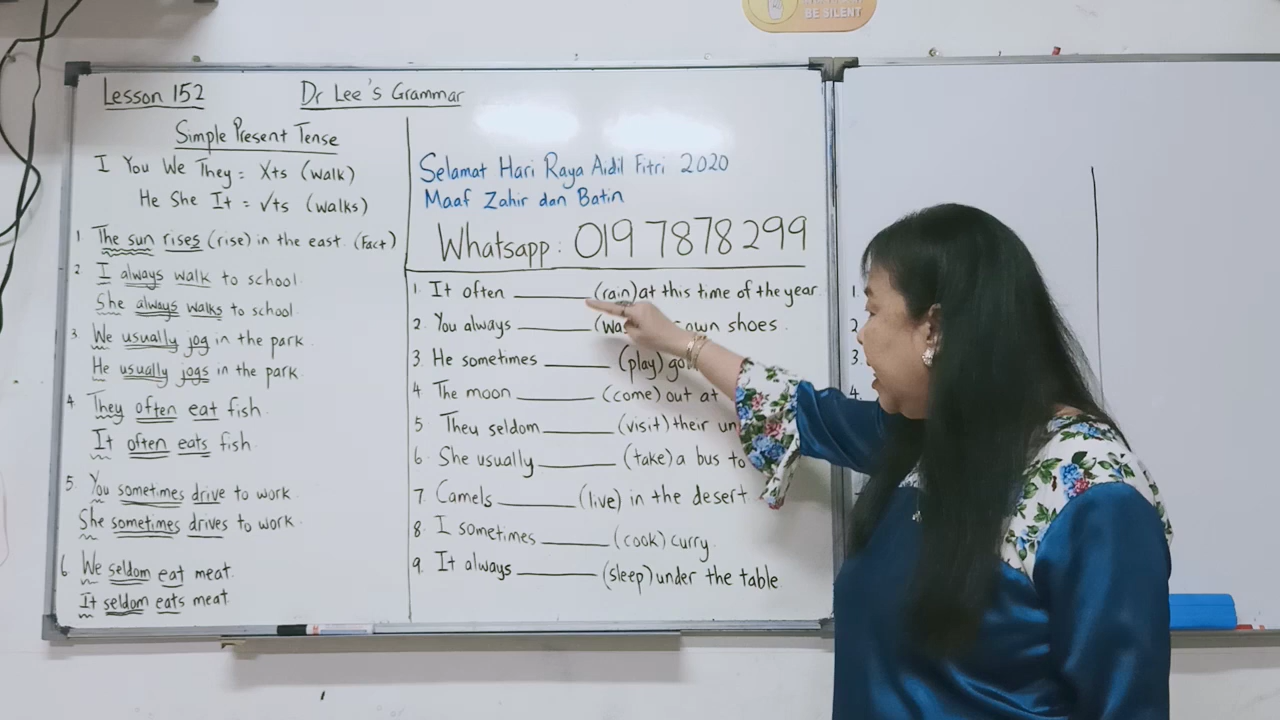 BE SILENT
Lesson 152
Dr Lee's Grammar
Simple Present Tense
I You We They = Xts (walk)
He She It = √ts (walks)
1 The sun rises (rise) in the east. (Fact)
2 I always walk to school.
She always walks to school.
3 We usually jog in the park.
He usually jogs in the park.
4 They often eat fish.
It often eats fish.
5. You sometimes drive to work.
She sometimes drives to work.
6 We seldom eat meat.
It seldom eats meat
Selamat Hari Raya Aidil Fitri 2020
Maaf Zahir dan Batin
Whatsapp: 019 7878299
1. It often ______ (rain) at this time of the year
2. You always ______ own shoes.
3. He sometimes ______ (play)
4 The moon ______ (come) out at
5 They seldom ______ (visit) their
6. She usually ______ (take) a bus to
7. Camels ______ (live) in the desert
8. I sometimes ______ (cook) curry.
9. It always ______ (sleep) under the table
1.
2
3.
4.